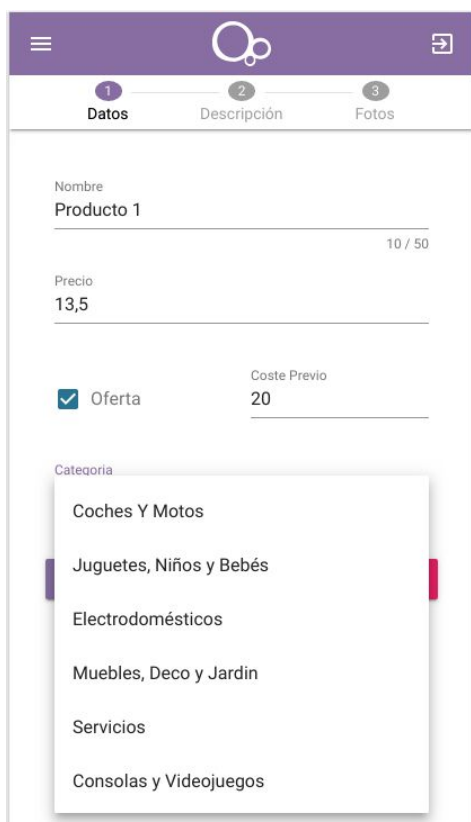 1 2 3
Datos Descripción Fotos
Nombre
Producto 1
10 / 50
Precio
13,5
Oferta
Coste Previo
20
Categoria
Coches Y Motos
Juguetes, Niños y Bebés
Electrodomésticos
Muebles, Deco y Jardin
Servicios
Consolas y Videojuegos